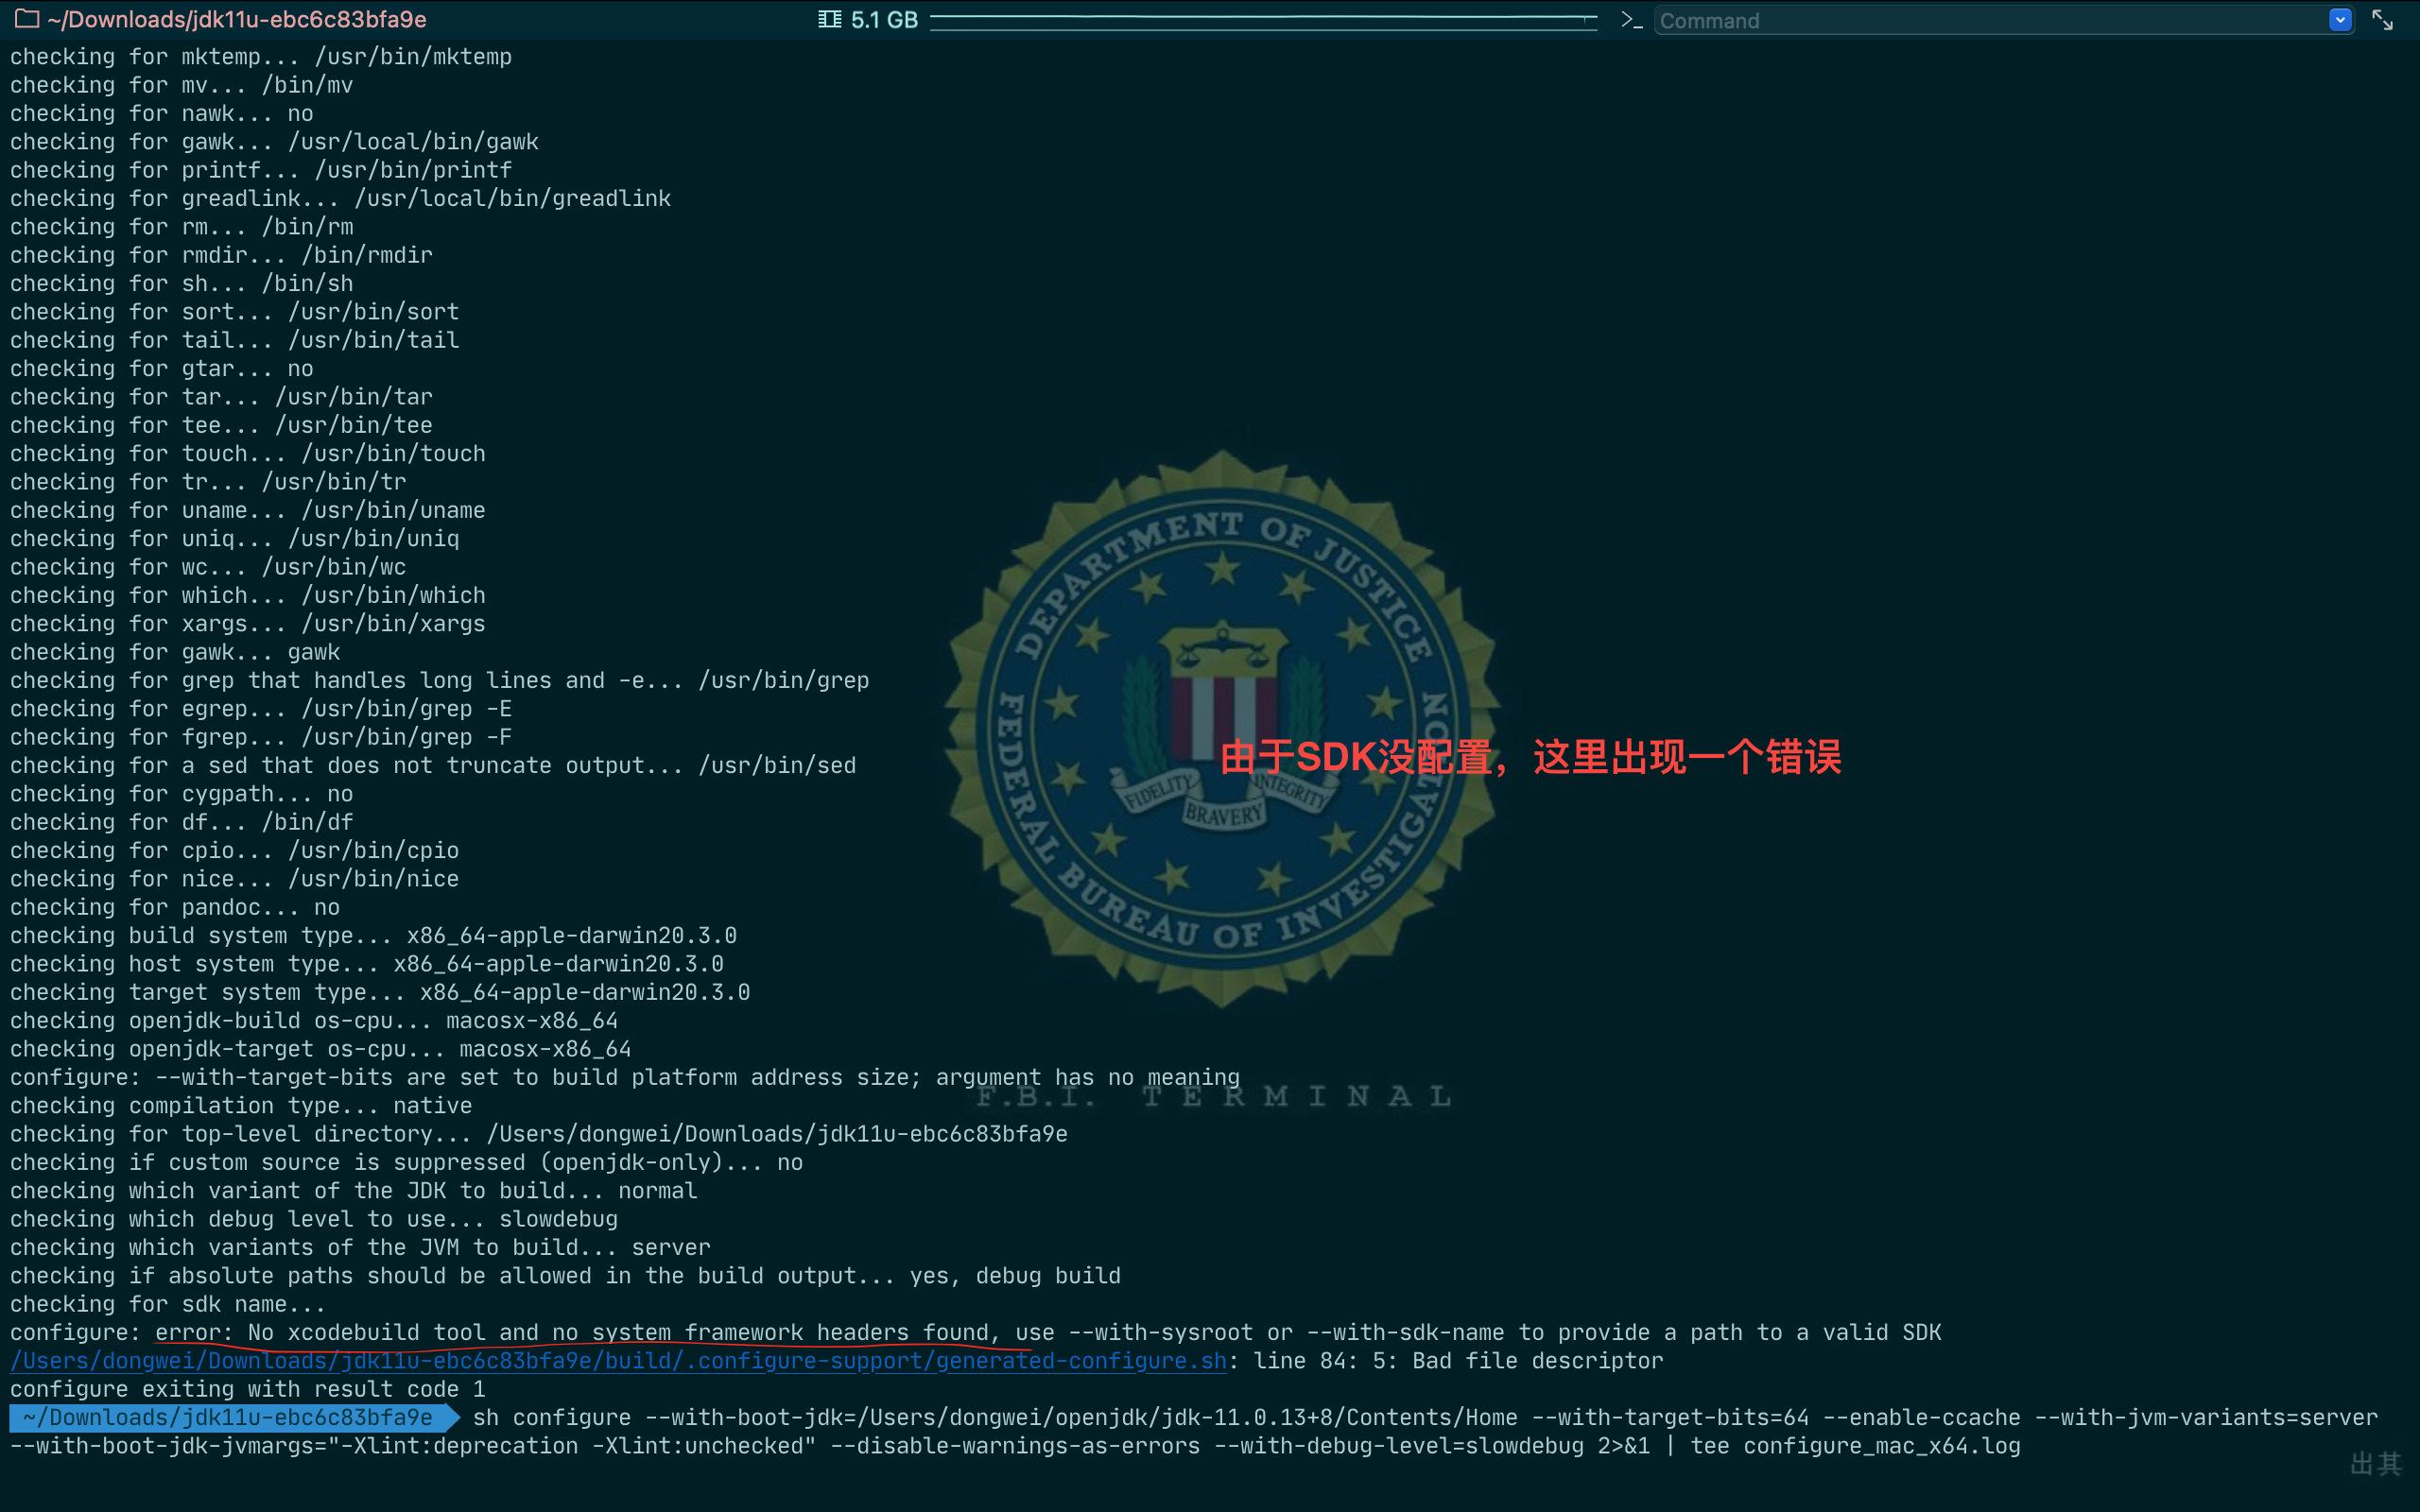 ~/Downloads/jdk11u-ebc6c83bfa9e
5.1 GB
Command
checking for mktemp... /usr/bin/mktemp
checking for mv... /bin/mv
checking for nawk... no
checking for gawk... /usr/local/bin/gawk
checking for printf... /usr/bin/printf
checking for greadlink... /usr/local/bin/greadlink
checking for rm... /bin/rm
checking for rmdir... /bin/rmdir
checking for sh... /bin/sh
checking for sort... /usr/bin/sort
checking for tail... /usr/bin/tail
checking for gtar... no
checking for tar... /usr/bin/tar
checking for tee... /usr/bin/tee
checking for touch... /usr/bin/touch
checking for tr... /usr/bin/tr
checking for uname... /usr/bin/uname
checking for uniq... /usr/bin/uniq
checking for wc... /usr/bin/wc
checking for which... /usr/bin/which
checking for xargs... /usr/bin/xargs
checking for gawk... gawk
checking for grep that handles long lines and -e... /usr/bin/grep
checking for egrep... /usr/bin/grep -E
checking for fgrep... /usr/bin/grep -F
checking for a sed that does not truncate output... /usr/bin/sed
checking for cygpath... no
checking for df... /bin/df
checking for cpio... /usr/bin/cpio
checking for nice... /usr/bin/nice
checking for pandoc... no
checking build system type... x86_64-apple-darwin20.3.0
checking host system type... x86_64-apple-darwin20.3.0
checking target system type... x86_64-apple-darwin20.3.0
checking openjdk-build os-cpu... macosx-x86_64
checking openjdk-target os-cpu... macosx-x86_64
configure: --with-target-bits are set to build platform address size; argument has no meaning
checking compilation type... native
checking for top-level directory... /Users/dongwei/Downloads/jdk11u-ebc6c83bfa9e
checking if custom source is suppressed (openjdk-only)... no
checking which variant of the JDK to build... normal
checking which debug level to use... slowdebug
checking which variants of the JVM to build... server
checking if absolute paths should be allowed in the build output... yes, debug build
checking for sdk name...
configure: error: No xcodebuild tool and no system framework headers found, use --with-sysroot or --with-sdk-name to provide a path to a valid SDK
/Users/dongwei/Downloads/jdk11u-ebc6c83bfa9e/build/.configure-support/generated-configure.sh: line 84: 5: Bad file descriptor
configure exiting with result code 1
~/Downloads/jdk11u-ebc6c83bfa9e sh configure --with-boot-jdk=/Users/dongwei/openjdk/jdk-11.0.13+8/Contents/Home --with-target-bits=64 --enable-ccache --with-jvm-variants=server
--with-boot-jdk-jvmargs="-Xlint:deprecation -Xlint:unchecked" --disable-warnings-as-errors --with-debug-level=slowdebug 2>&1 | tee configure_mac_x64.log
DEPARTMENT OF JUSTICE
FEDERAL BUREAU OF INVESTIGATION
FIDELITY
BRAVERY
INTEGRITY
由于SDK没配置，这里出现一个错误
F.B.I. TERMINAL
出其